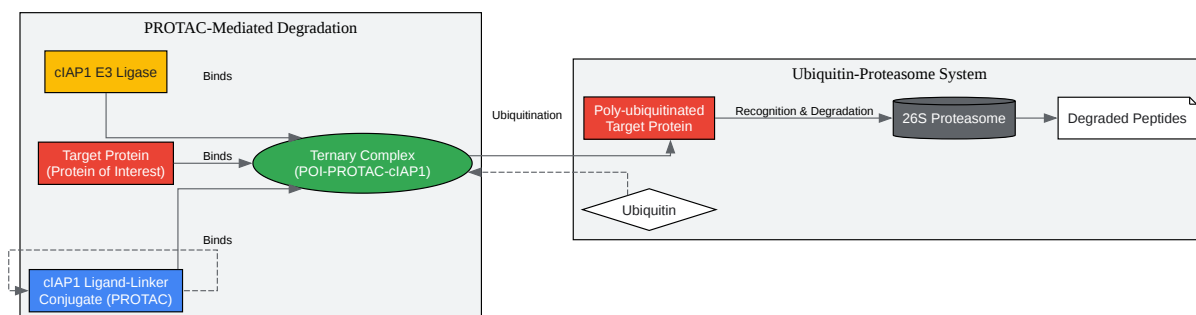 PROTAC-Mediated Degradation
cIAP1 E3 Ligase
Binds
Target Protein
(Protein of Interest)
Binds
Ternary Complex
(POI-PROTAC-cIAP1)
Binds
cIAP1 Ligand-Linker
Conjugate (PROTAC)
Ubiquitination
Ubiquitin-Proteasome System
Poly-ubiquitinated
Target Protein
Recognition & Degradation
26S Proteasome
Degraded Peptides
Ubiquitin